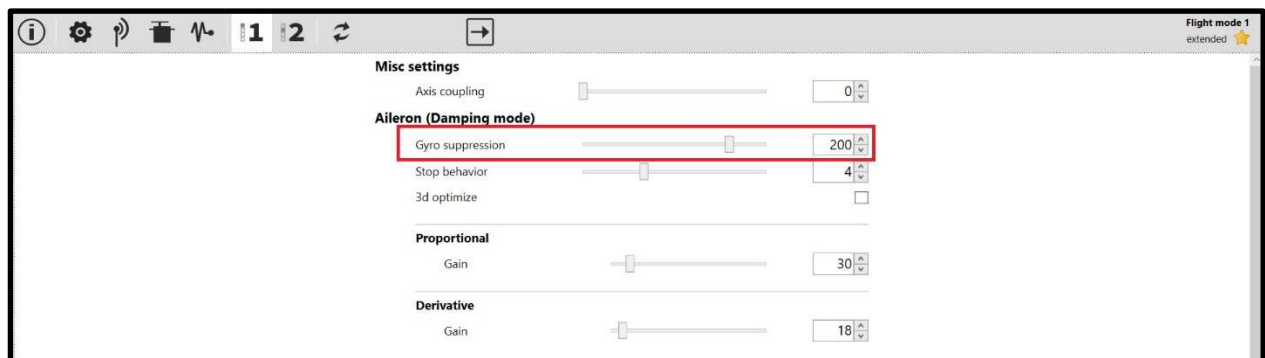 1 2
Flight mode 1
extended
Misc settings
Axis coupling 0
Aileron (Damping mode)
Gyro suppression 200
Stop behavior 4
3d optimize
Proportional
Gain 30
Derivative
Gain 18